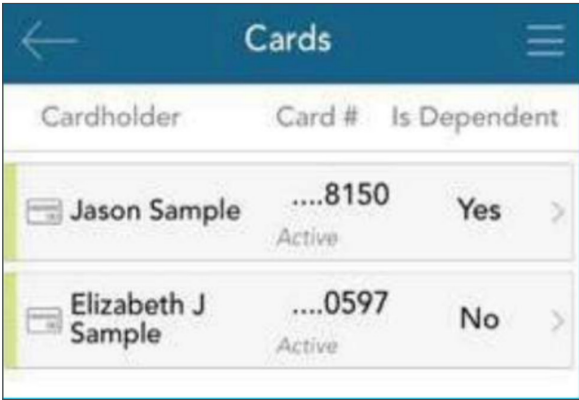 Cards
Cardholder Card # Is Dependent
Jason Sample ....8150 Yes
Active
Elizabeth J ....0597 No
Sample Active